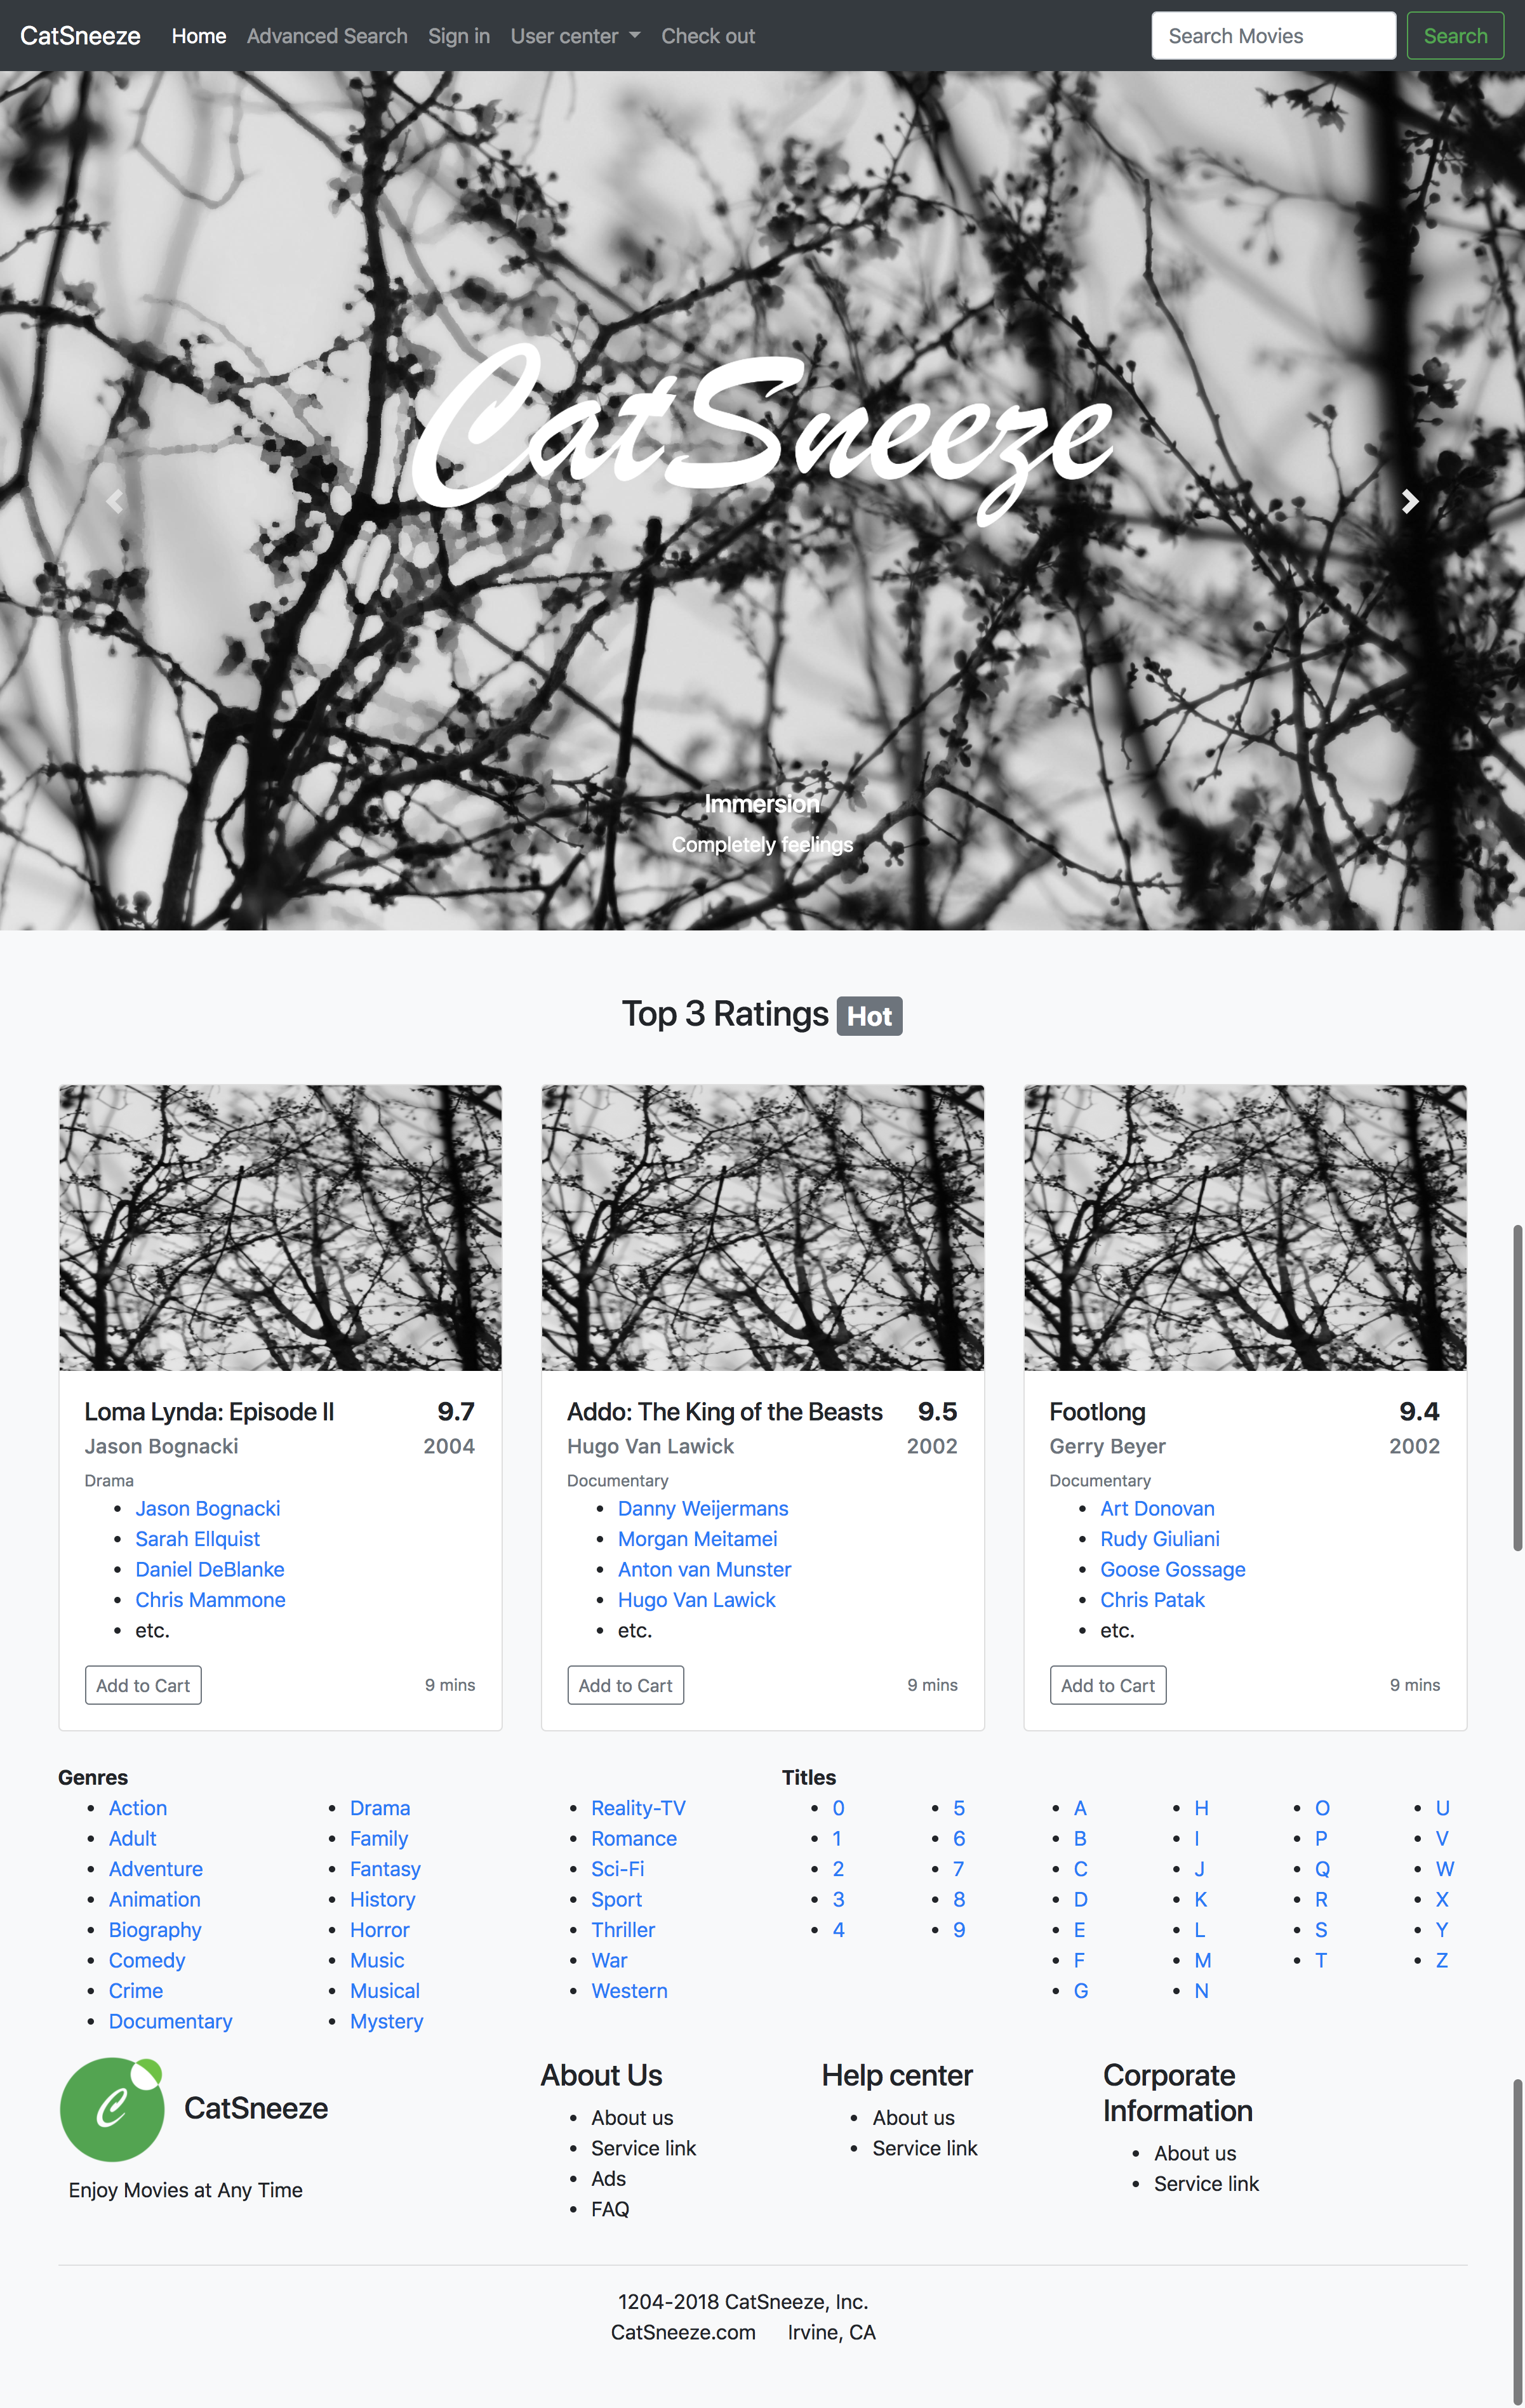 CatSneeze Home Advanced Search Sign in User center Check out Search Movies Search
CatSneeze
Immersion
Completely feelings
Top 3 Ratings Hot
Loma Lynda: Episode II 9.7
Jason Bognacki 2004
Drama
Jason Bognacki
Sarah Ellquist
Daniel DeBlanke
Chris Mammone
etc.
Add to Cart 9 mins
Addo: The King of the Beasts 9.5
Hugo Van Lawick 2002
Documentary
Danny Weijermans
Morgan Meitamei
Anton van Munster
Hugo Van Lawick
etc.
Add to Cart 9 mins
Footlong 9.4
Gerry Beyer 2002
Documentary
Art Donovan
Rudy Giuliani
Goose Gossage
Chris Patak
etc.
Add to Cart 9 mins
Genres
Action
Adult
Adventure
Animation
Biography
Comedy
Crime
Documentary
Drama
Family
Fantasy
History
Horror
Music
Musical
Mystery
Reality-TV
Romance
Sci-Fi
Sport
Thriller
War
Western
Titles
0
1
2
3
4
5
6
7
8
9
A
B
C
D
E
F
G
H
I
J
K
L
M
N
O
P
Q
R
S
T
U
V
W
X
Y
Z
C
CatSneeze
Enjoy Movies at Any Time
About Us
About us
Service link
Ads
FAQ
Help center
About us
Service link
Corporate
Information
About us
Service link
1204-2018 CatSneeze, Inc.
CatSneeze.com Irvine, CA